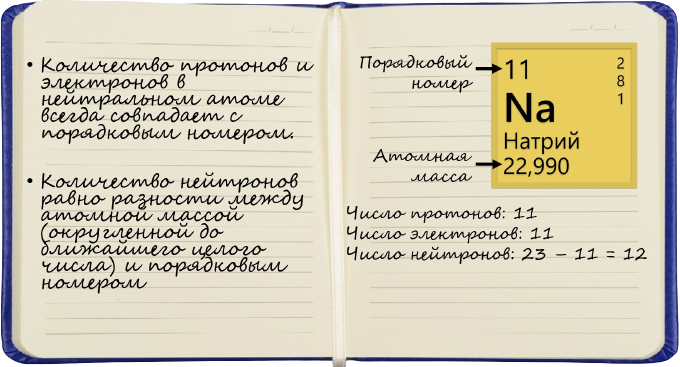 • Количество протонов и
электронов в
нейтральном атоме
всегда совпадает с
порядковым номером.
• Количество нейтронов
равно разности между
атомной массой
(округленной до
ближайшего целого
числа) и порядковым
номером
Порядковый
номер
11
2
8
1
Na
Натрий
22,990
Атомная
масса
Число протонов: 11
Число электронов: 11
Число нейтронов: 23 – 11 = 12